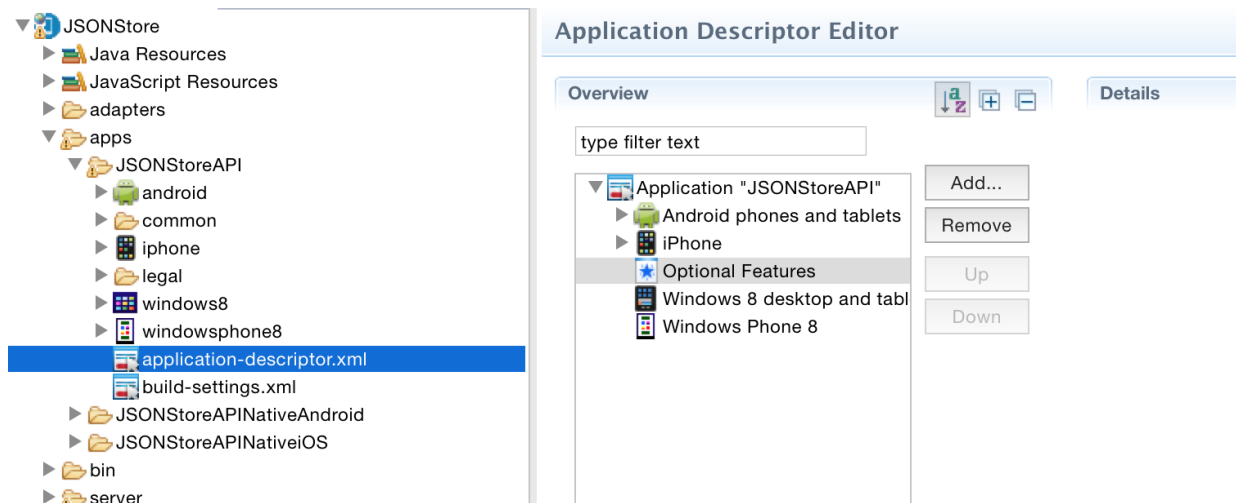 JSONStore
Java Resources
JavaScript Resources
adapters
apps
JSONStoreAPI
android
common
iphone
legal
windows8
windowsphone8
application-descriptor.xml
build-settings.xml
JSONStoreAPINativeAndroid
JSONStoreAPINativeiOS
bin
server
Application Descriptor Editor
Overview
a
z
type filter text
Application "JSONStoreAPI"
Android phones and tablets
iPhone
Optional Features
Windows 8 desktop and tabl
Windows Phone 8
Add...
Remove
Up
Down
Details